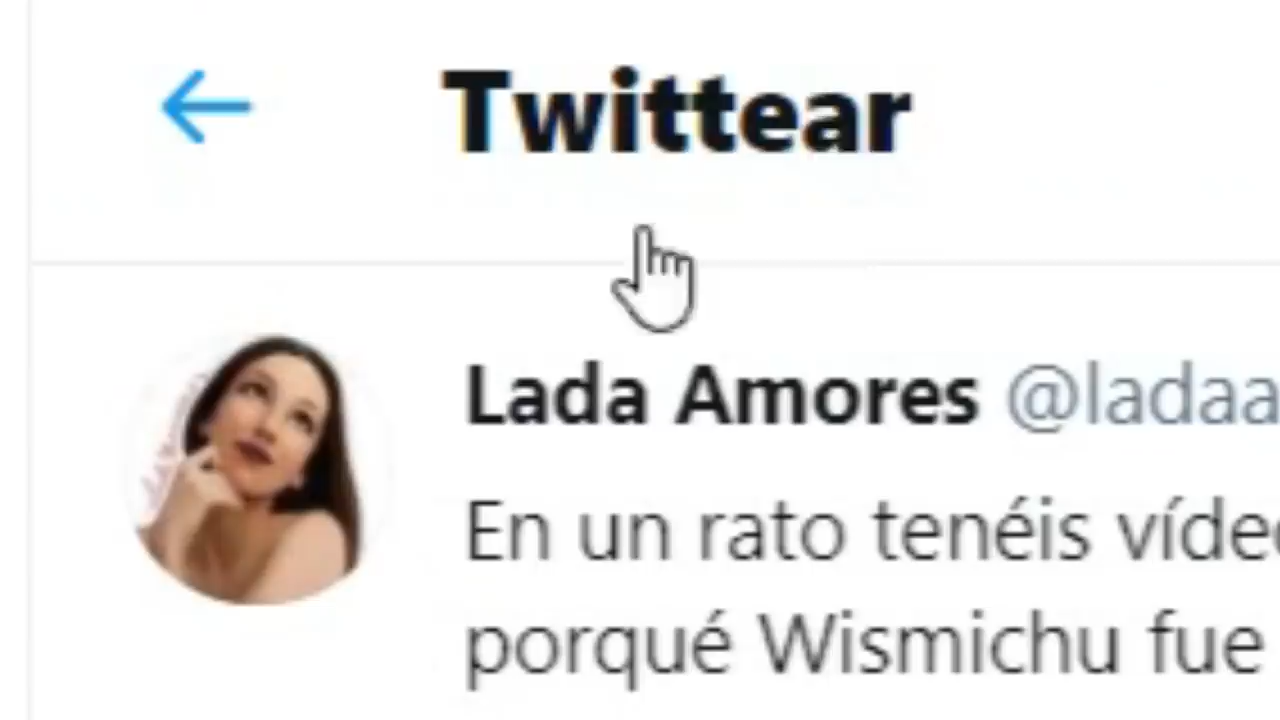 Twittear
Lada Amores @ladaa
En un rato tenéis víde
porqué Wismichu fue